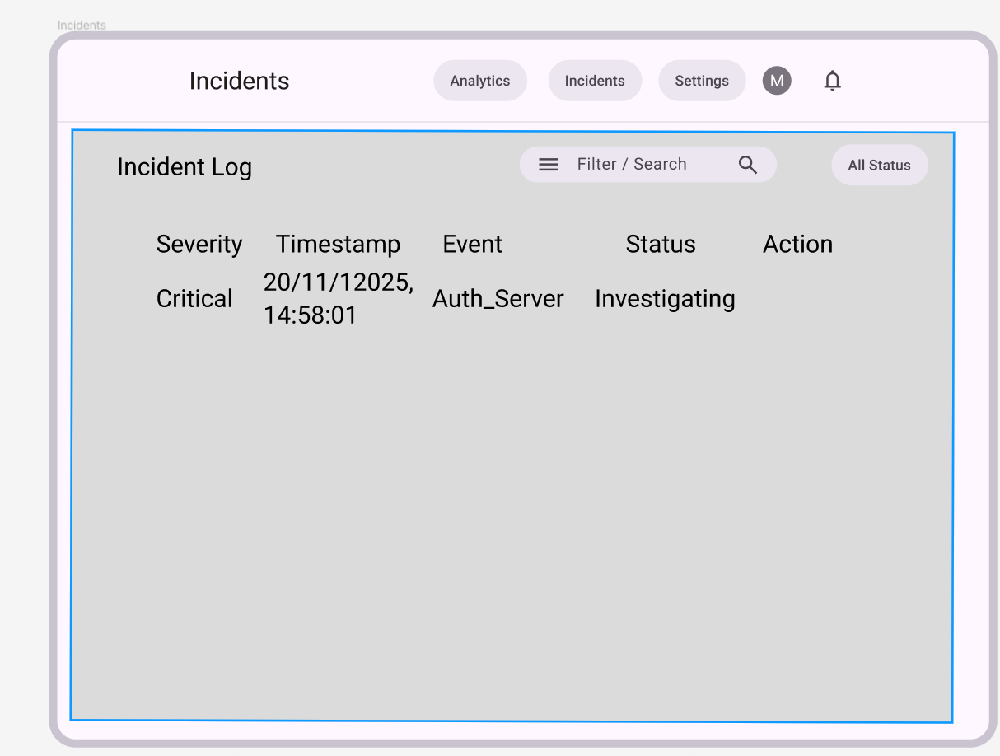 Incidents
Incidents
Analytics
Incidents
Settings
M
Incident Log
Filter / Search
All Status
Severity
Timestamp
Event
Status
Action
Critical
20/11/12025,
14:58:01
Auth_Server
Investigating